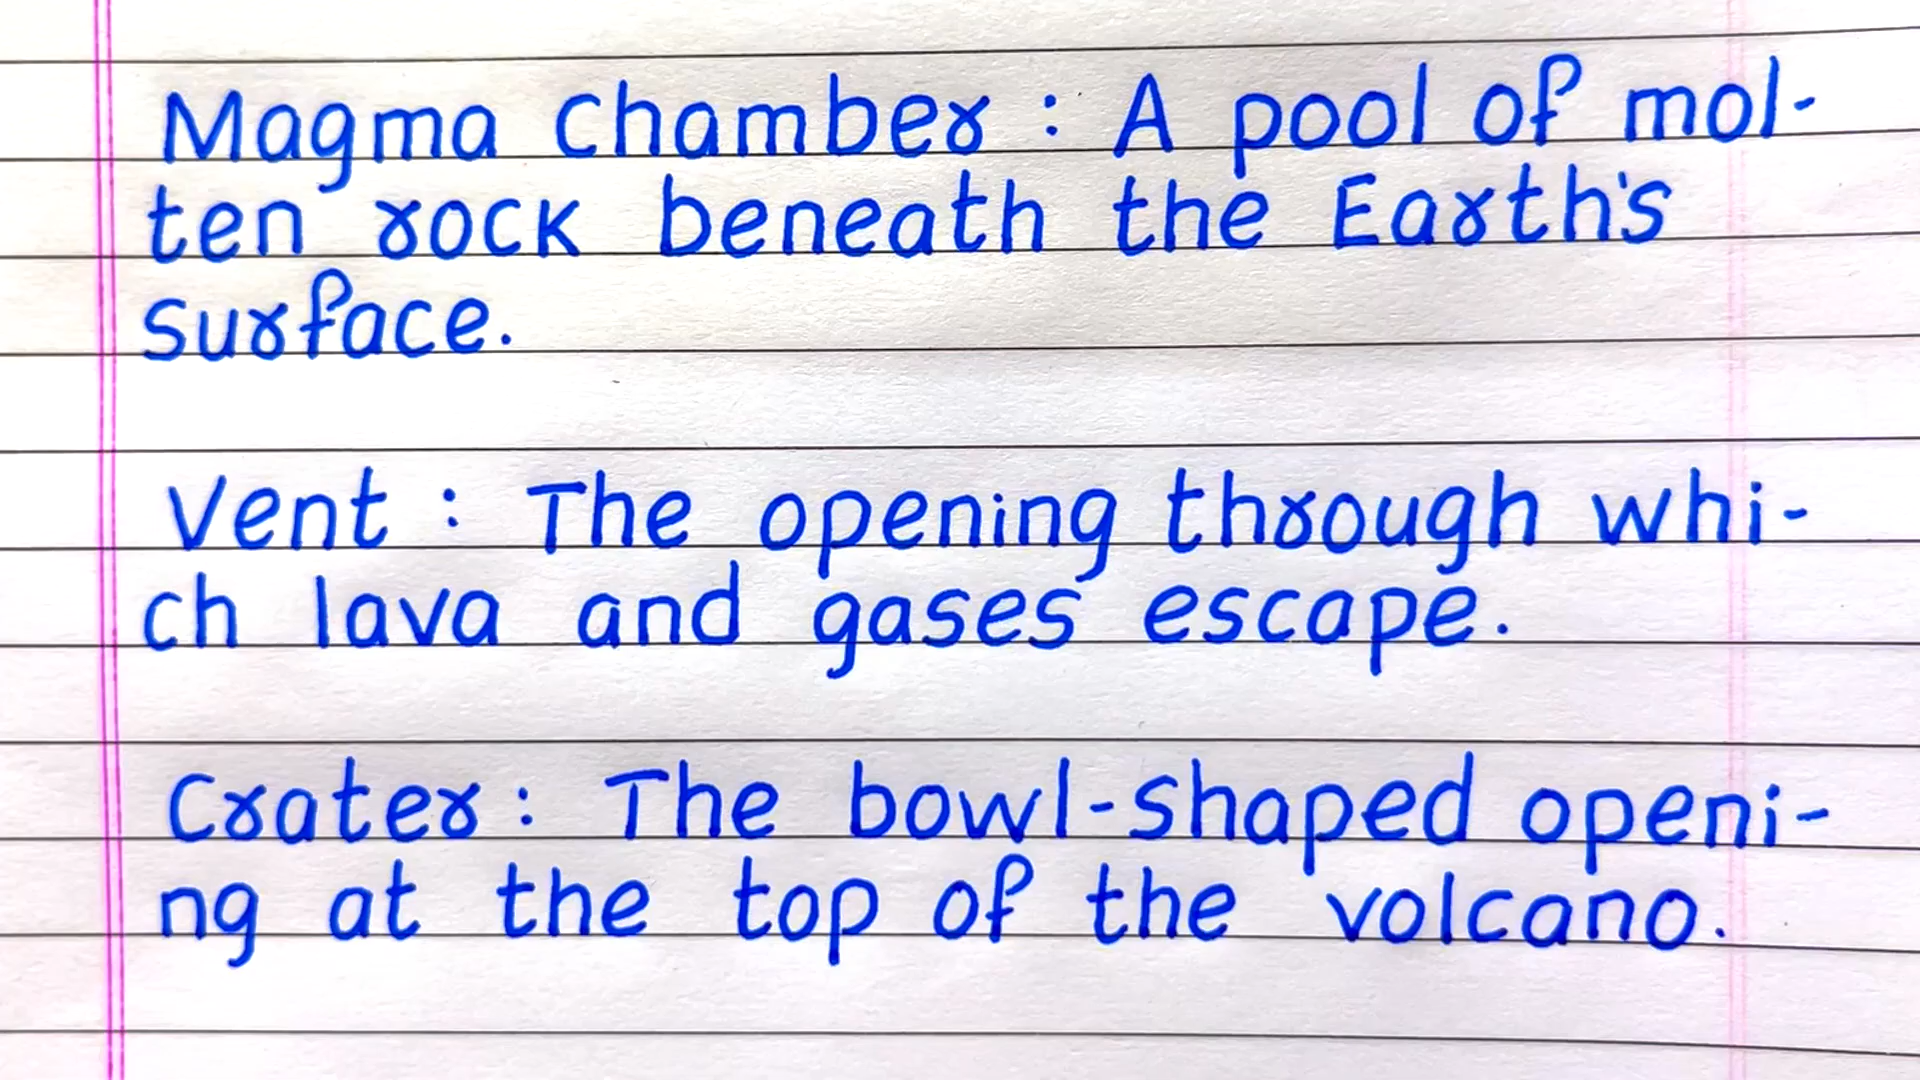 Magma chamber : A pool of mol-
ten rock beneath the Earth's
surface.
Vent : The opening through whi-
ch lava and gases escape.
Crater : The bowl-shaped openi-
ng at the top of the volcano.